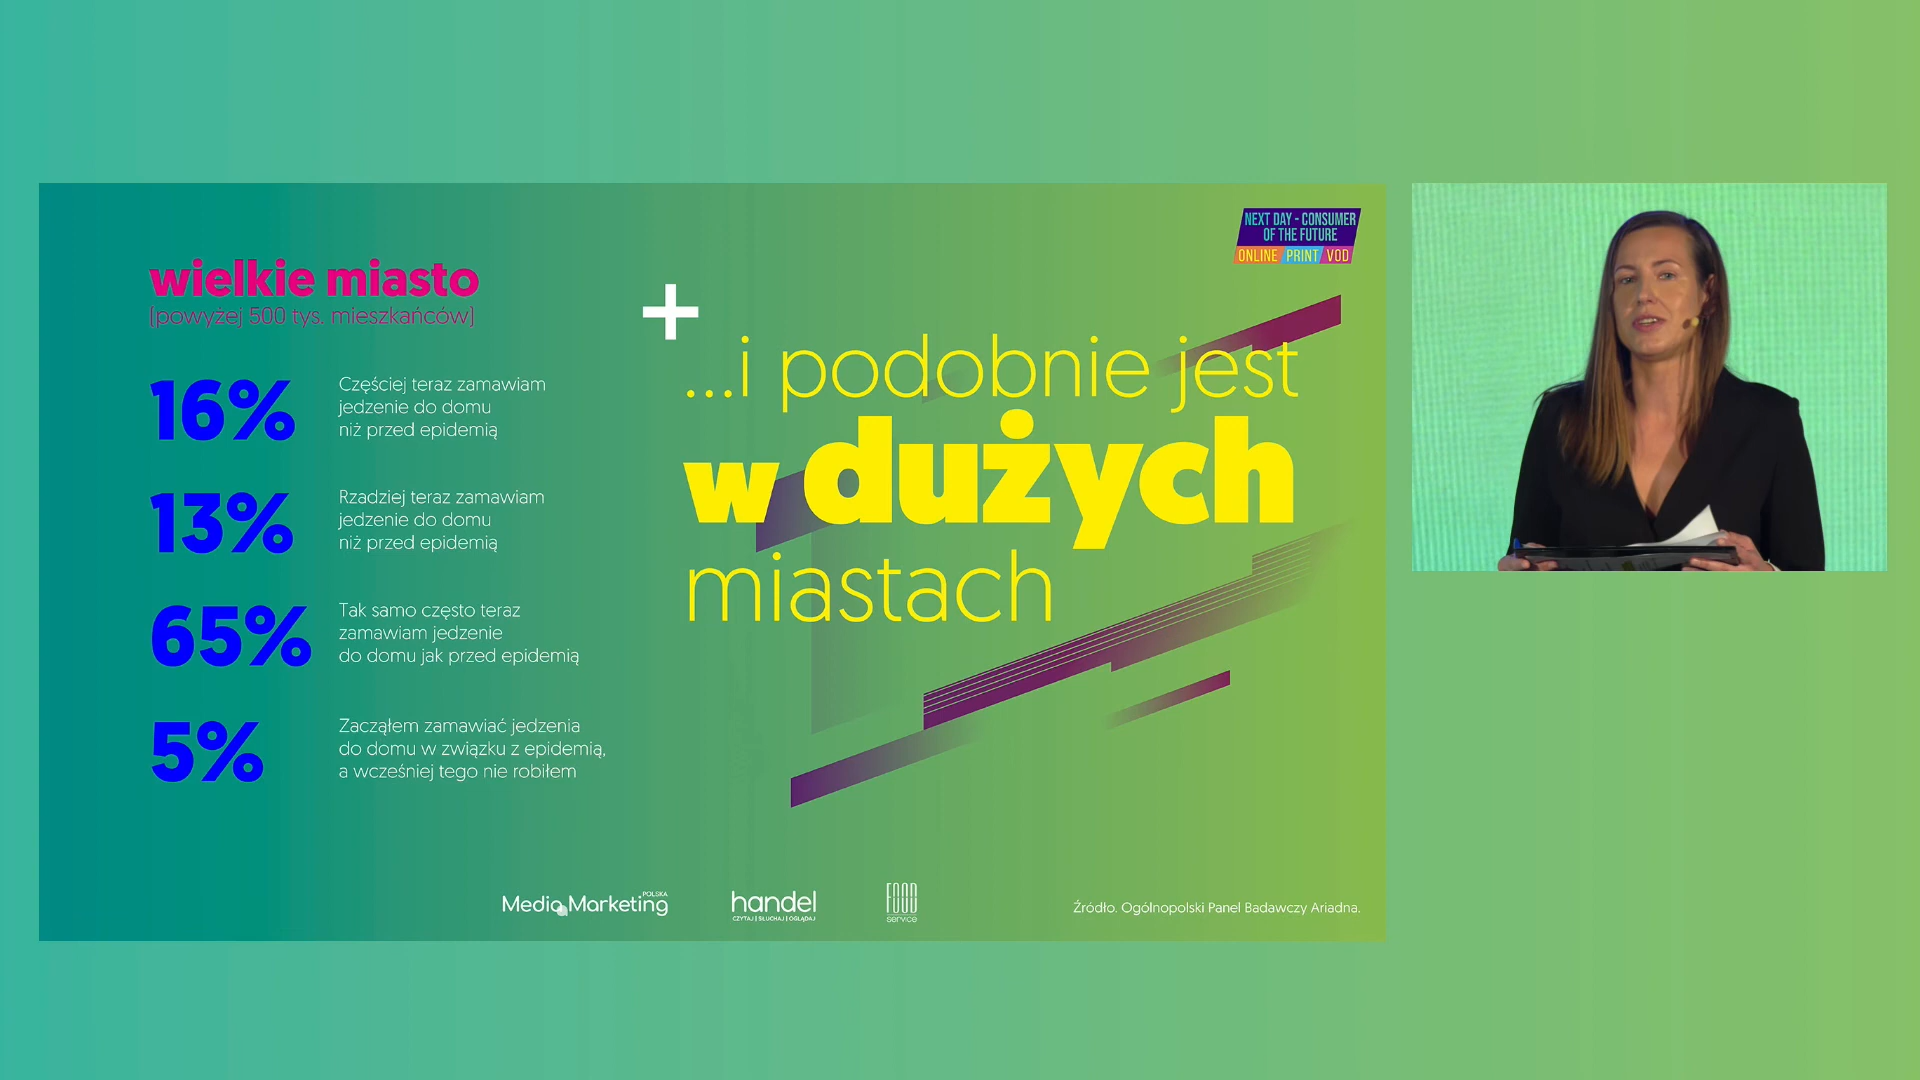 NEXT DAY - CONSUMER
OF THE FUTURE
ONLINE PRINT VOD
wielkie miasto
(powyżej 500 tys. mieszkańców)
16%
Częściej teraz zamawiam
jedzenie do domu
niż przed epidemią
13%
Rzadziej teraz zamawiam
jedzenie do domu
niż przed epidemią
65%
Tak samo często teraz
zamawiam jedzenie
do domu jak przed epidemią
5%
Zacząłem zamawiać jedzenia
do domu w związku z epidemią,
a wcześniej tego nie robiłem
+
...i podobnie jest
w dużych
miastach
Media Marketing
POLSKA
handel
CZYTAJ | SŁUCHAJ | OGLĄDAJ
FOOD
service
Źródło. Ogólnopolski Panel Badawczy Ariadna.